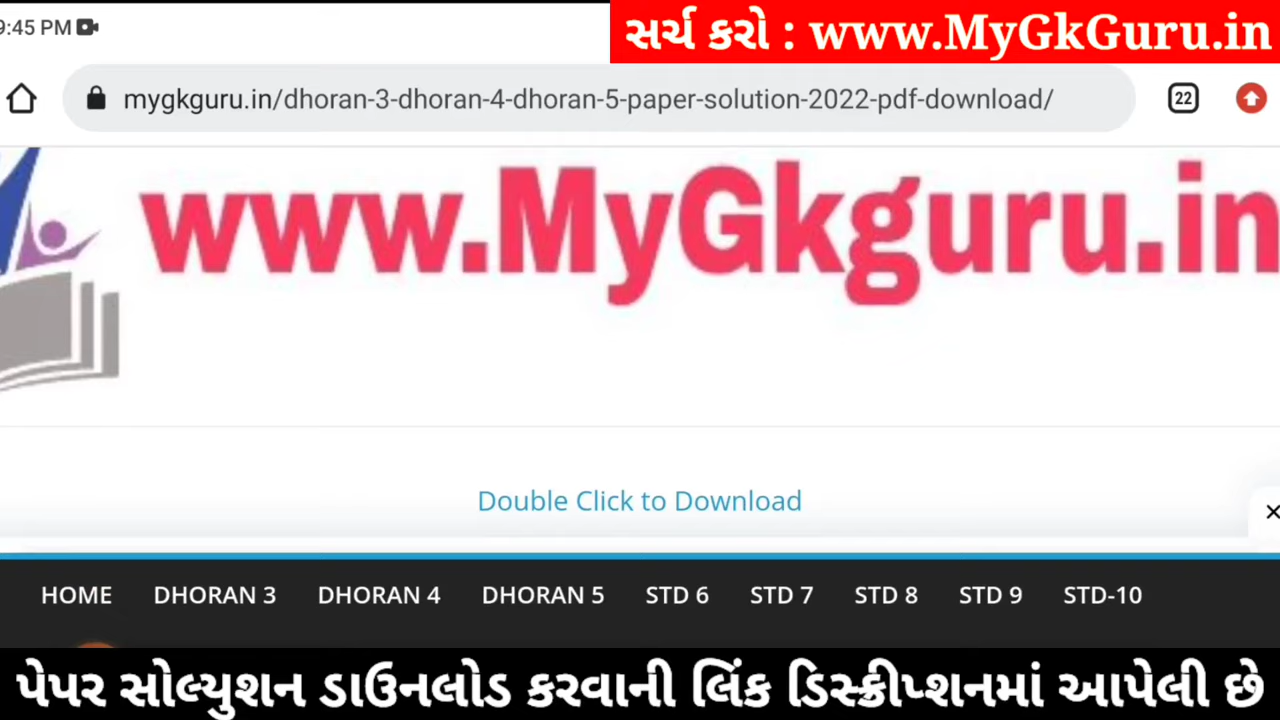 9:45 PM
સર્ચ કરો : www.MyGkGuru.in
mygkguru.in/dhoran-3-dhoran-4-dhoran-5-paper-solution-2022-pdf-download/
22
www.MyGkguru.in
Double Click to Download
HOME DHORAN 3 DHORAN 4 DHORAN 5 STD 6 STD 7 STD 8 STD 9 STD-10
પેપર સોલ્યુશન ડાઉનલોડ કરવાની લિંક ડિસ્ક્રીપ્શનમાં આપેલી છે